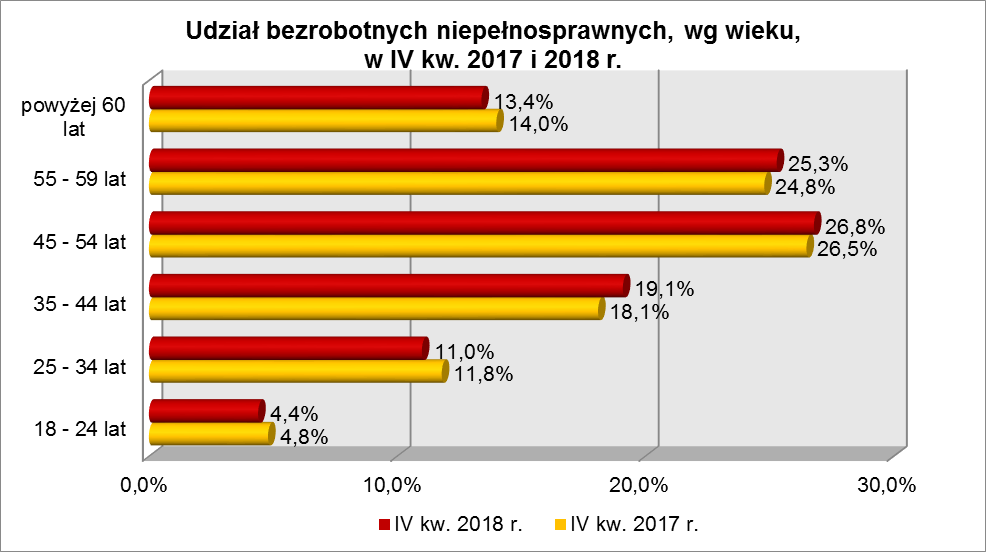 Udział bezrobotnych niepełnosprawnych, wg wieku,
w IV kw. 2017 i 2018 r.
powyżej 60
lat
13,4%
14,0%
55 - 59 lat
25,3%
24,8%
45 - 54 lat
26,8%
26,5%
35 - 44 lat
19,1%
18,1%
25 - 34 lat
11,0%
11,8%
18 - 24 lat
4,4%
4,8%
0,0% 10,0% 20,0% 30,0%
IV kw. 2018 r. IV kw. 2017 r.